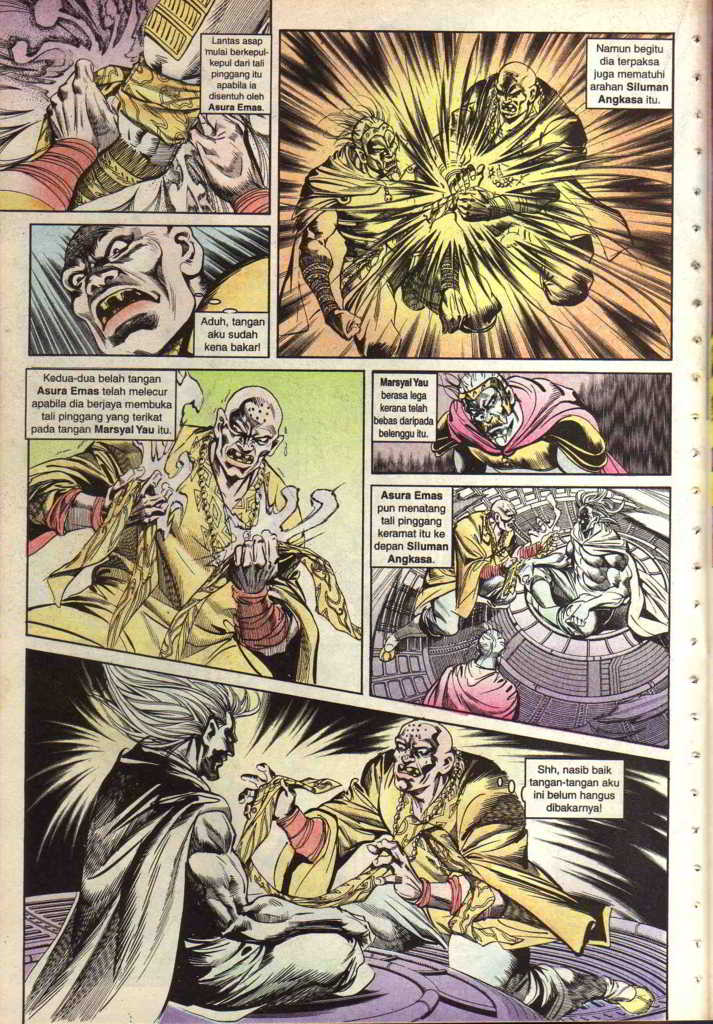 Lantas asap
mulai berkepul-
kepul dari tali
pinggang itu
apabila ia
disentuh oleh
Asura Emas.
Namun begitu
dia terpaksa
juga mematuhi
arahan Siluman
Angkasa itu.
Aduh, tangan
aku sudah
kena bakar!
Kedua-dua belah tangan
Asura Emas telah melecur
apabila dia berjaya membuka
tali pinggang yang terikat
pada tangan Marsyal Yau itu.
Marsyal Yau
berasa lega
kerana telah
bebas daripada
belenggu itu.
Asura Emas
pun menatang
tali pinggang
keramat itu ke
depan Siluman
Angkasa.
Shh, nasib baik
tangan-tangan aku
ini belum hangus
dibakarnya!